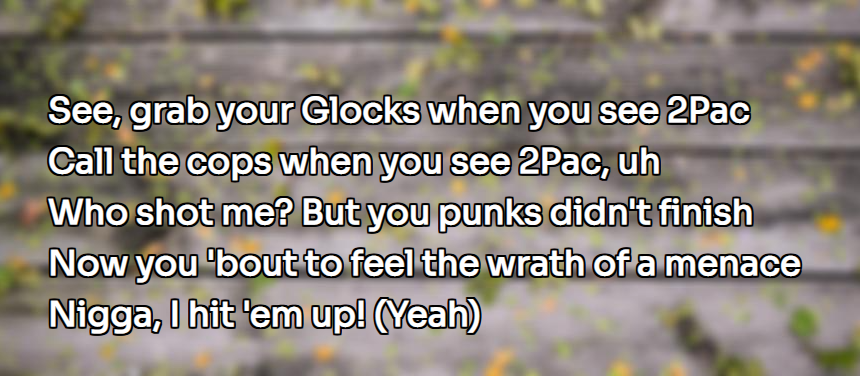 See, grab your Glocks when you see 2Pac
Call the cops when you see 2Pac, uh
Who shot me? But you punks didn't finish
Now you 'bout to feel the wrath of a menace
Nigga, I hit 'em up! (Yeah)